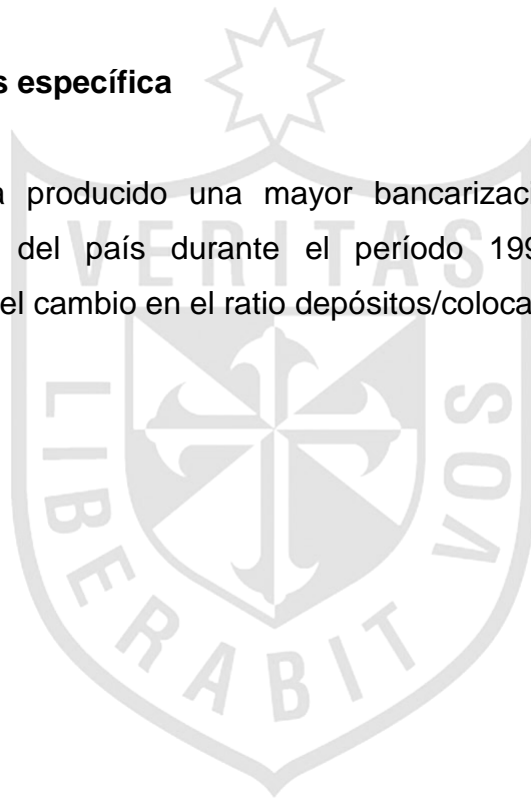 s específica
a producido una mayor bancarizac
del país durante el período 199
el cambio en el ratio depósitos/coloca
VERITAS
LIBERABIT
VOS